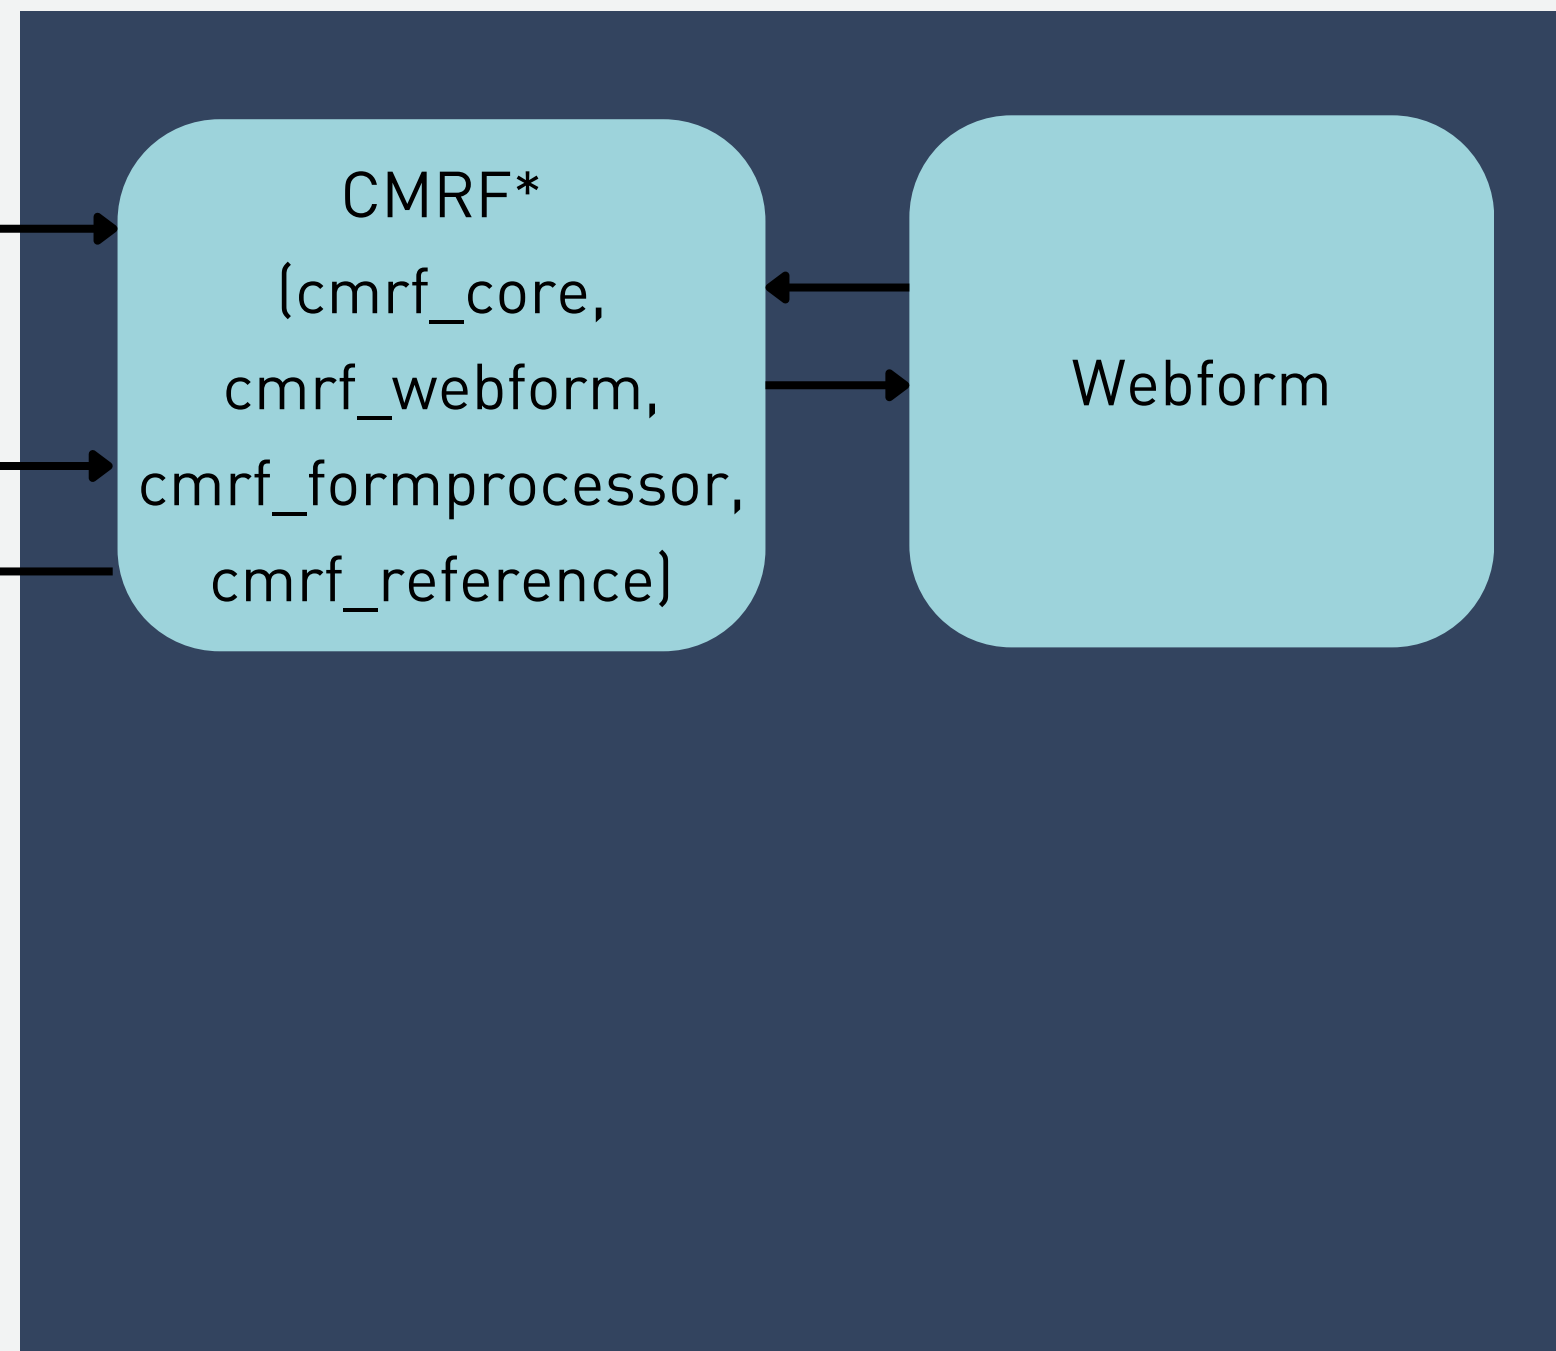 CMRF*
(cmrf_core,
cmrf_webform,
cmrf_formprocessor,
cmrf_reference)
Webform